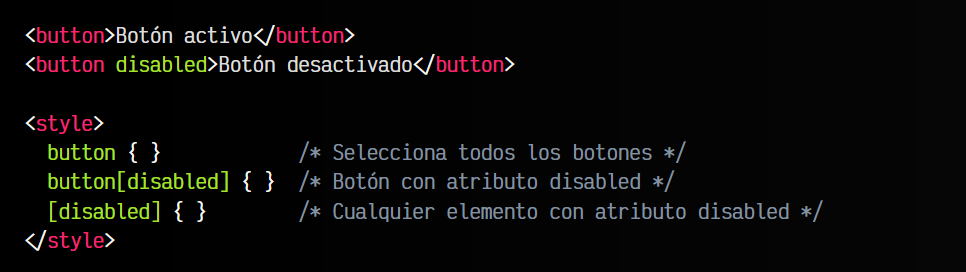 <button>Botón activo</button>
<button disabled>Botón desactivado</button>
<style>
button { } /* Selecciona todos los botones */
button[disabled] { } /* Botón con atributo disabled */
[disabled] { } /* Cualquier elemento con atributo disabled */
</style>